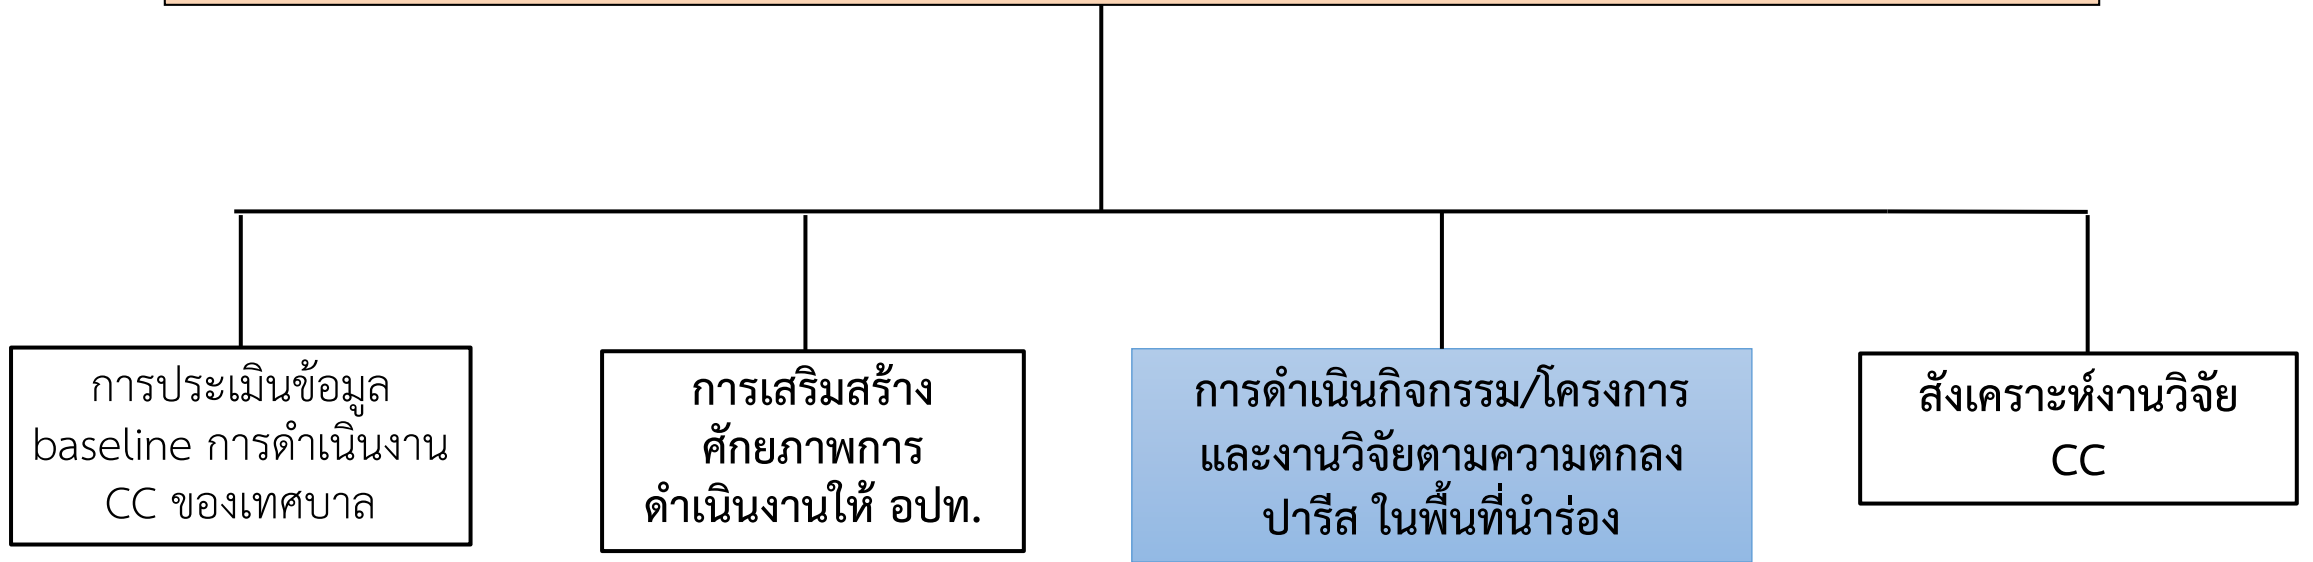 การประเมินข้อมูล
baseline การดำเนินงาน
CC ของเทศบาล
การเสริมสร้าง
ศักยภาพการ
ดำเนินงานให้ อปท.
การดำเนินกิจกรรม/โครงการ
และงานวิจัยตามความตกลง
ปารีส ในพื้นที่นำร่อง
สังเคราะห์งานวิจัย
CC